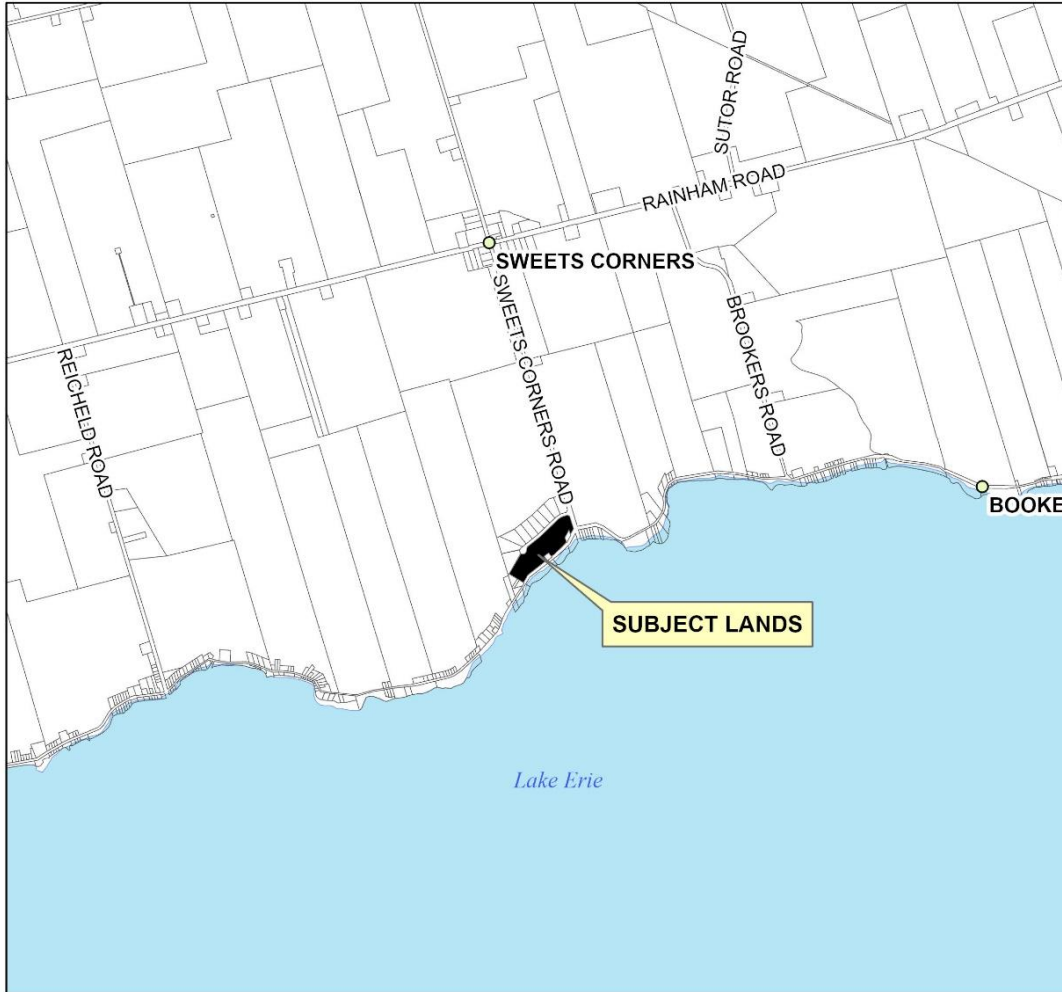 SUTOR ROAD
RAINHAM ROAD
SWEETS CORNERS
SWEETS CORNERS ROAD
BROOKERS ROAD
REICHELD ROAD
BOOKE
SUBJECT LANDS
Lake Erie